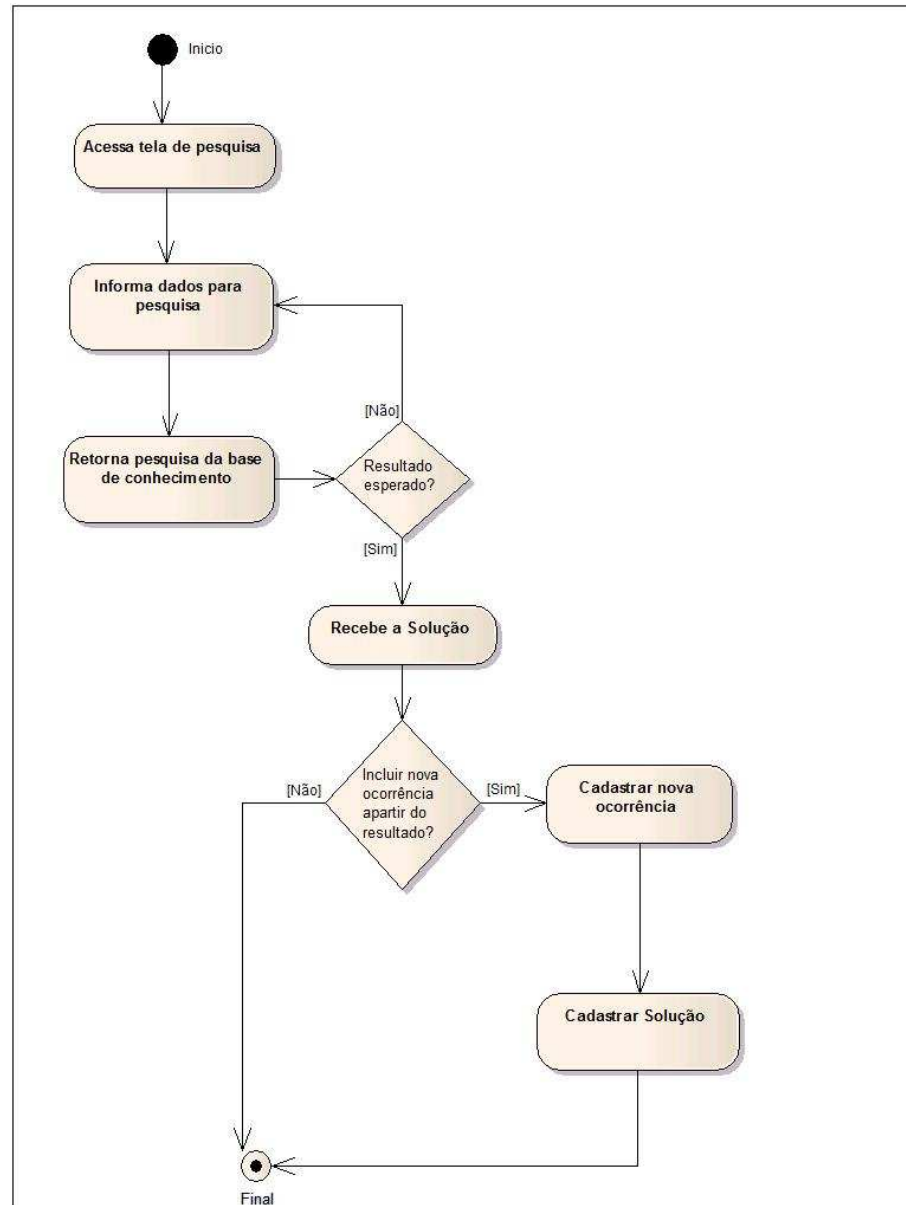 Inicio
Acessa tela de pesquisa
Informa dados para
pesquisa
[Não]
Retorna pesquisa da base
de conhecimento
Resultado
esperado?
[Sim]
Recebe a Solução
Incluir nova
ocorrência
apartir do
resultado?
[Não]
[Sim]
Cadastrar nova
ocorrência
Cadastrar Solução
Final